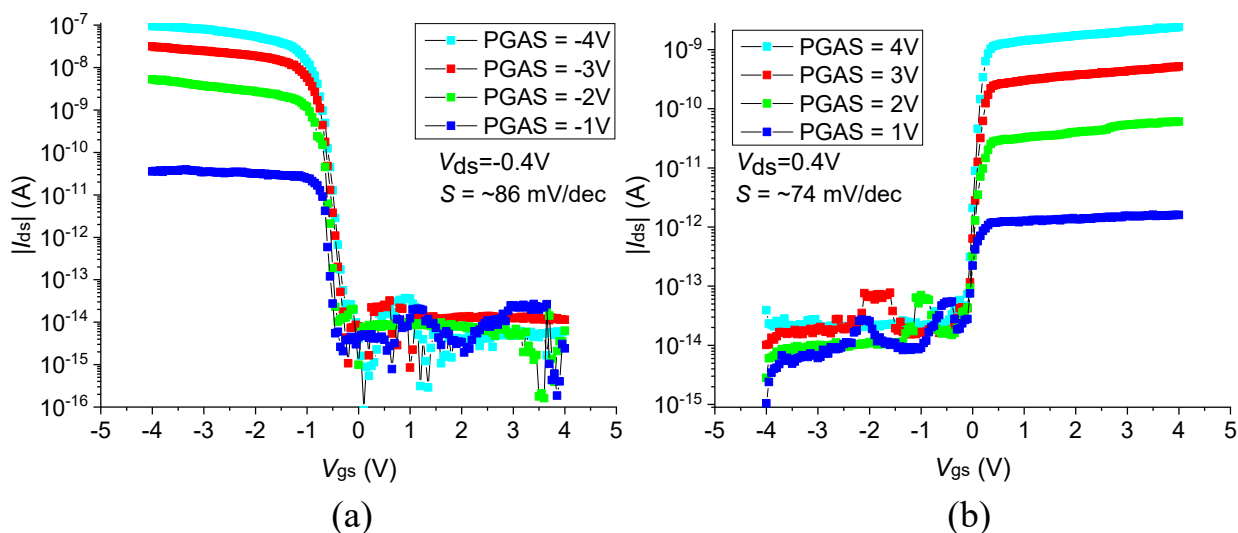 10⁻⁷
10⁻⁸
10⁻⁹
10⁻¹⁰
10⁻¹¹
10⁻¹²
10⁻¹³
10⁻¹⁴
10⁻¹⁵
10⁻¹⁶
|Ids| (A)
PGAS = -4V
PGAS = -3V
PGAS = -2V
PGAS = -1V
Vds=-0.4V
S = ~86 mV/dec
-5 -4 -3 -2 -1 0 1 2 3 4 5
Vgs (V)
(a)
10⁻⁹
10⁻¹⁰
10⁻¹¹
10⁻¹²
10⁻¹³
10⁻¹⁴
10⁻¹⁵
|Ids| (A)
PGAS = 4V
PGAS = 3V
PGAS = 2V
PGAS = 1V
Vds=0.4V
S = ~74 mV/dec
-5 -4 -3 -2 -1 0 1 2 3 4 5
Vgs (V)
(b)